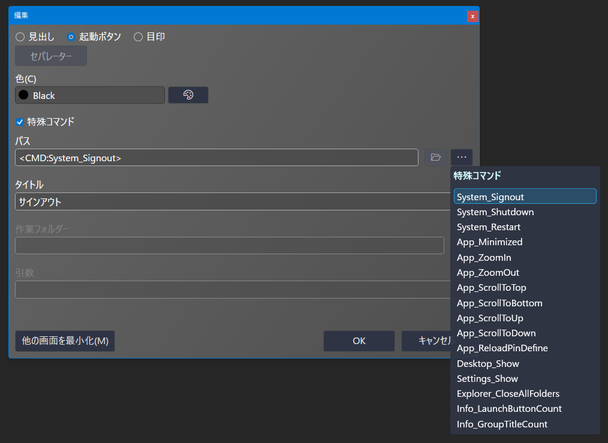 編集
見出し
起動ボタン
目印
セパレーター
色(C)
Black
特殊コマンド
パス
<CMD:System_Signout>
タイトル
サインアウト
作業フォルダー
引数
他の画面を最小化(M)
OK
キャンセル
特殊コマンド
System_Signout
System_Shutdown
System_Restart
App_Minimized
App_ZoomIn
App_ZoomOut
App_ScrollToTop
App_ScrollToBottom
App_ScrollToUp
App_ScrollToDown
App_ReloadPinDefine
Desktop_Show
Settings_Show
Explorer_CloseAllFolders
Info_LaunchButtonCount
Info_GroupTitleCount